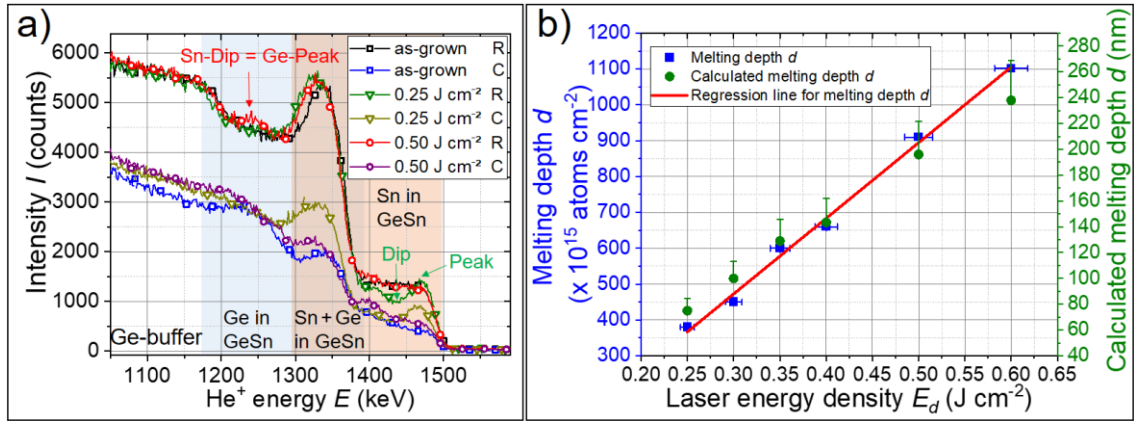 a)
Sn-Dip = Ge-Peak
as-grown R
as-grown C
0.25 J cm⁻² R
0.25 J cm⁻² C
0.50 J cm⁻² R
0.50 J cm⁻² C
Sn in
GeSn
Dip
Peak
Ge-buffer
Ge in
GeSn
Sn + Ge
in GeSn
Intensity I (counts)
6000
5000
4000
3000
2000
1000
0
1100 1200 1300 1400 1500
He⁺ energy E (keV)
b)
Melting depth d
Calculated melting depth d
Regression line for melting depth d
Melting depth d
(x 10¹⁵ atoms cm⁻²)
1200
1100
1000
900
800
700
600
500
400
300
0.20 0.25 0.30 0.35 0.40 0.45 0.50 0.55 0.60 0.65
Laser energy density E_d (J cm⁻²)
280
260
240
220
200
180
160
140
120
100
80
60
40
Calculated melting depth d (nm)